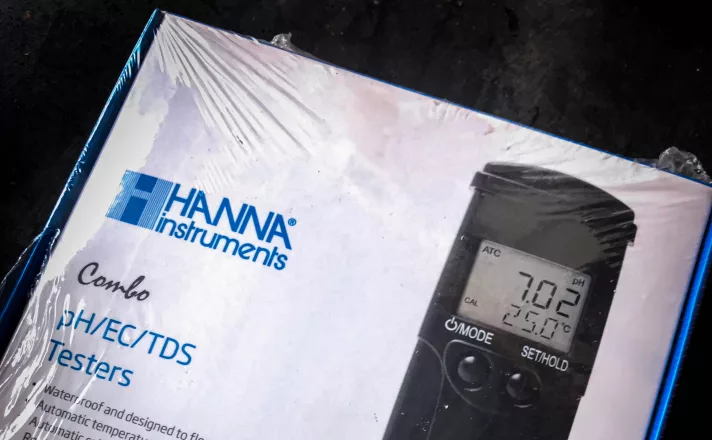 HANNA®
instruments
Combo
pH/EC/TDS
Testers
• Waterproof and designed to
• Automatic
Automatic
ATC
pH
7.02
CAL
25.0°C
⏻/MODE
SET/HOLD